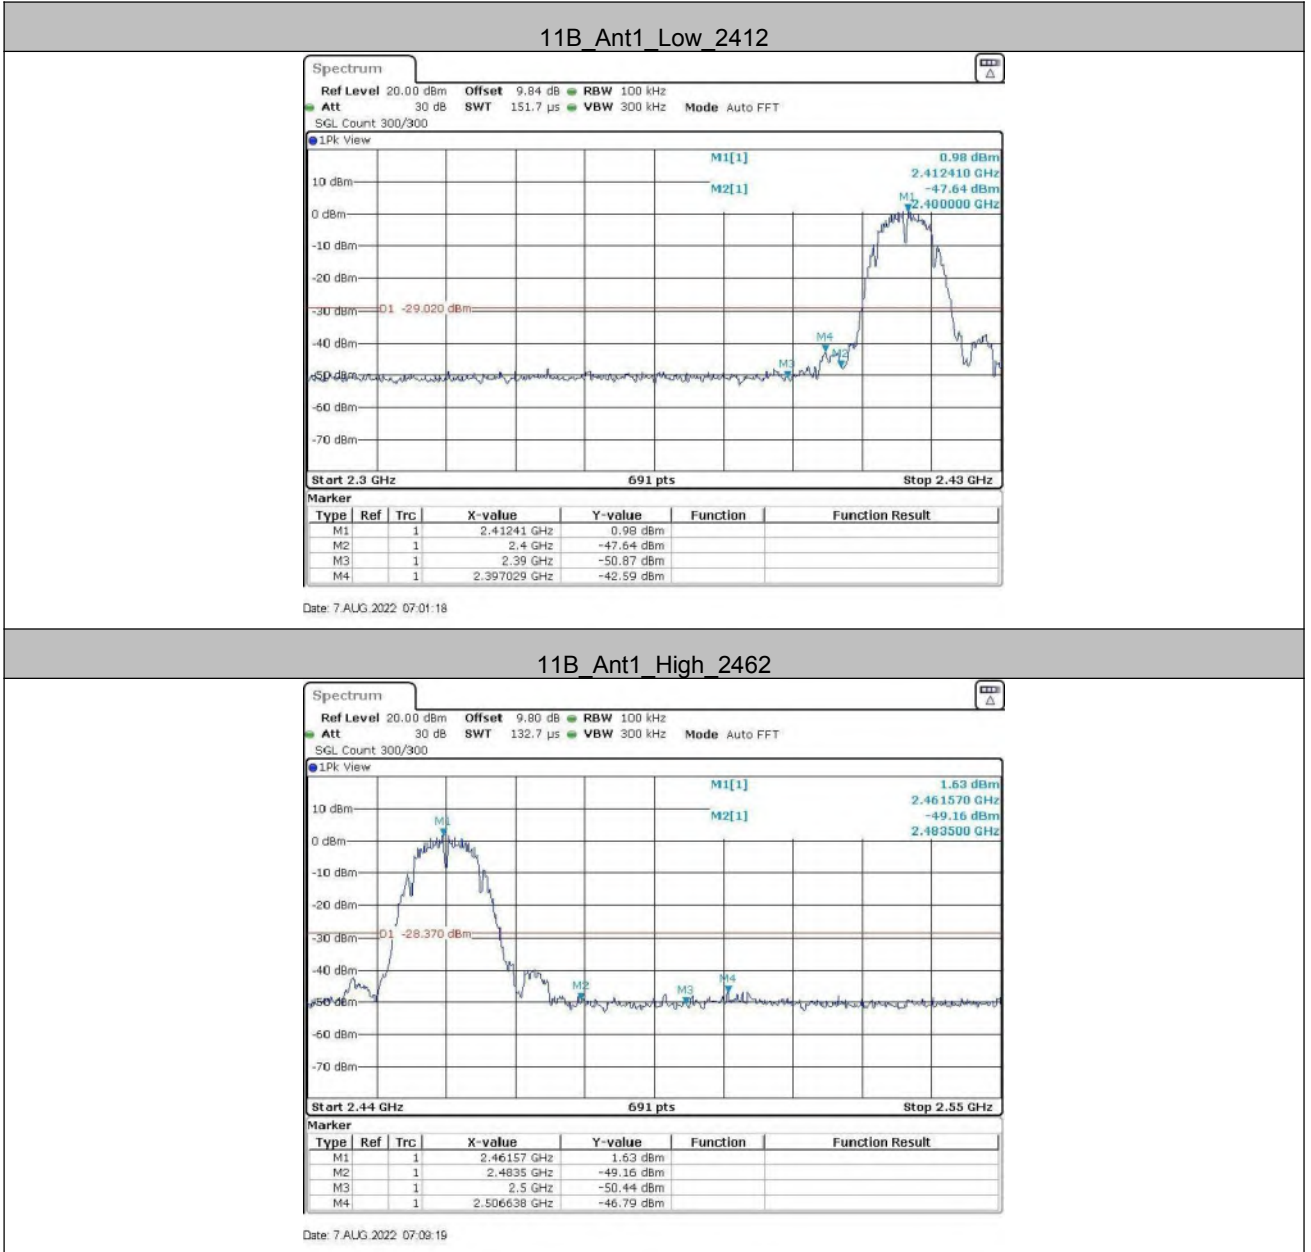 11B_Ant1_Low_2412
Spectrum
Ref Level 20.00 dBm Offset 9.84 dB RBW 100 kHz
Att 30 dB SWT 151.7 µs VBW 300 kHz Mode Auto FFT
SGL Count 300/300
1Pk View
M1[1] 0.98 dBm
2.412410 GHz
10 dBm
M2[1] -47.64 dBm
M1 2.400000 GHz
0 dBm
-10 dBm
-20 dBm
-30 dBm D1 -29.020 dBm
-40 dBm M4
M3 M2
-50 dBm
-60 dBm
-70 dBm
Start 2.3 GHz 691 pts Stop 2.43 GHz
Marker
Type Ref Trc X-value Y-value Function Function Result
M1 1 2.41241 GHz 0.98 dBm
M2 1 2.4 GHz -47.64 dBm
M3 1 2.39 GHz -50.87 dBm
M4 1 2.397029 GHz -42.59 dBm
Date: 7.AUG.2022 07:01:18
11B_Ant1_High_2462
Spectrum
Ref Level 20.00 dBm Offset 9.80 dB RBW 100 kHz
Att 30 dB SWT 132.7 µs VBW 300 kHz Mode Auto FFT
SGL Count 300/300
1Pk View
M1[1] 1.63 dBm
2.461570 GHz
10 dBm
M2[1] -49.16 dBm
M1 2.483500 GHz
0 dBm
-10 dBm
-20 dBm
-30 dBm D1 -28.370 dBm
-40 dBm
M2 M3 M4
-50 dBm
-60 dBm
-70 dBm
Start 2.44 GHz 691 pts Stop 2.55 GHz
Marker
Type Ref Trc X-value Y-value Function Function Result
M1 1 2.46157 GHz 1.63 dBm
M2 1 2.4835 GHz -49.16 dBm
M3 1 2.5 GHz -50.44 dBm
M4 1 2.506638 GHz -46.79 dBm
Date: 7.AUG.2022 07:09:19